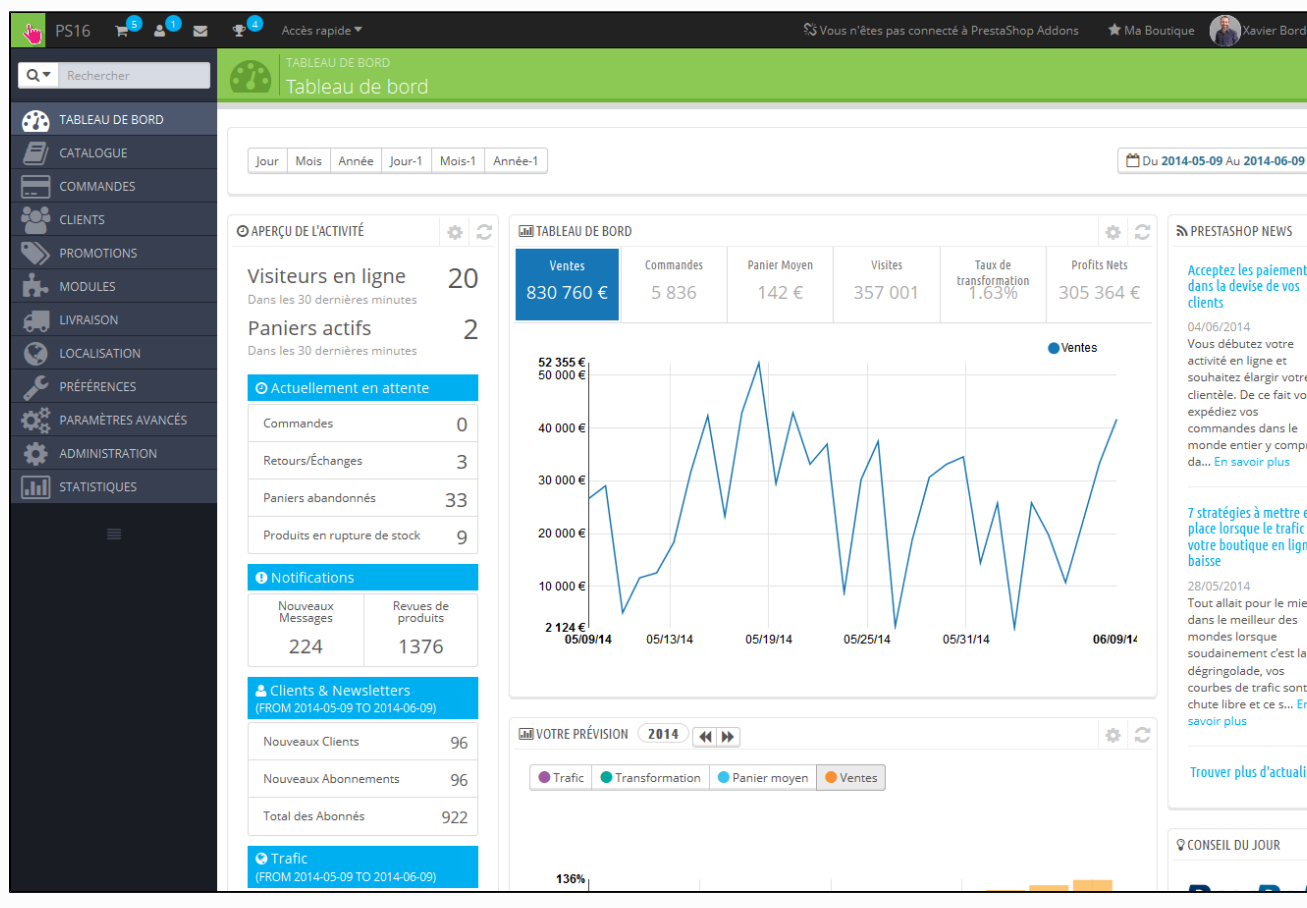 PS16 5 1 4 Accès rapide Vous n'êtes pas connecté à PrestaShop Addons Ma Boutique Xavier Bord
Rechercher
TABLEAU DE BORD
Tableau de bord
TABLEAU DE BORD
CATALOGUE
COMMANDES
CLIENTS
PROMOTIONS
MODULES
LIVRAISON
LOCALISATION
PRÉFÉRENCES
PARAMÈTRES AVANCÉS
ADMINISTRATION
STATISTIQUES
Jour Mois Année Jour-1 Mois-1 Année-1
Du 2014-05-09 Au 2014-06-09
APERÇU DE L'ACTIVITÉ
Visiteurs en ligne 20
Dans les 30 dernières minutes
Paniers actifs 2
Dans les 30 dernières minutes
Actuellement en attente
Commandes 0
Retours/Échanges 3
Paniers abandonnés 33
Produits en rupture de stock 9
Notifications
Nouveaux Messages 224
Revues de produits 1376
Clients & Newsletters
(FROM 2014-05-09 TO 2014-06-09)
Nouveaux Clients 96
Nouveaux Abonnements 96
Total des Abonnés 922
Trafic
(FROM 2014-05-09 TO 2014-06-09)
TABLEAU DE BORD
Ventes 830 760 €
Commandes 5 836
Panier Moyen 142 €
Visites 357 001
Taux de transformation 1.63%
Profits Nets 305 364 €
Ventes
52 355 €
50 000 €
40 000 €
30 000 €
20 000 €
10 000 €
2 124 €
05/09/14 05/13/14 05/19/14 05/25/14 05/31/14 06/09/14
VOTRE PRÉVISION 2014
Trafic Transformation Panier moyen Ventes
136%
PRESTASHOP NEWS
Acceptez les paiement
dans la devise de vos
clients
04/06/2014
Vous débutez votre
activité en ligne et
souhaitez élargir votre
clientèle. De ce fait vo
expédiez vos
commandes dans le
monde entier y compr
da... En savoir plus
7 stratégies à mettre e
place lorsque le trafic
votre boutique en lign
baisse
28/05/2014
Tout allait pour le mie
dans le meilleur des
mondes lorsque
soudainement c'est la
dégringolade, vos
courbes de trafic sont
chute libre et ce s... En
savoir plus
Trouver plus d'actuali
CONSEIL DU JOUR